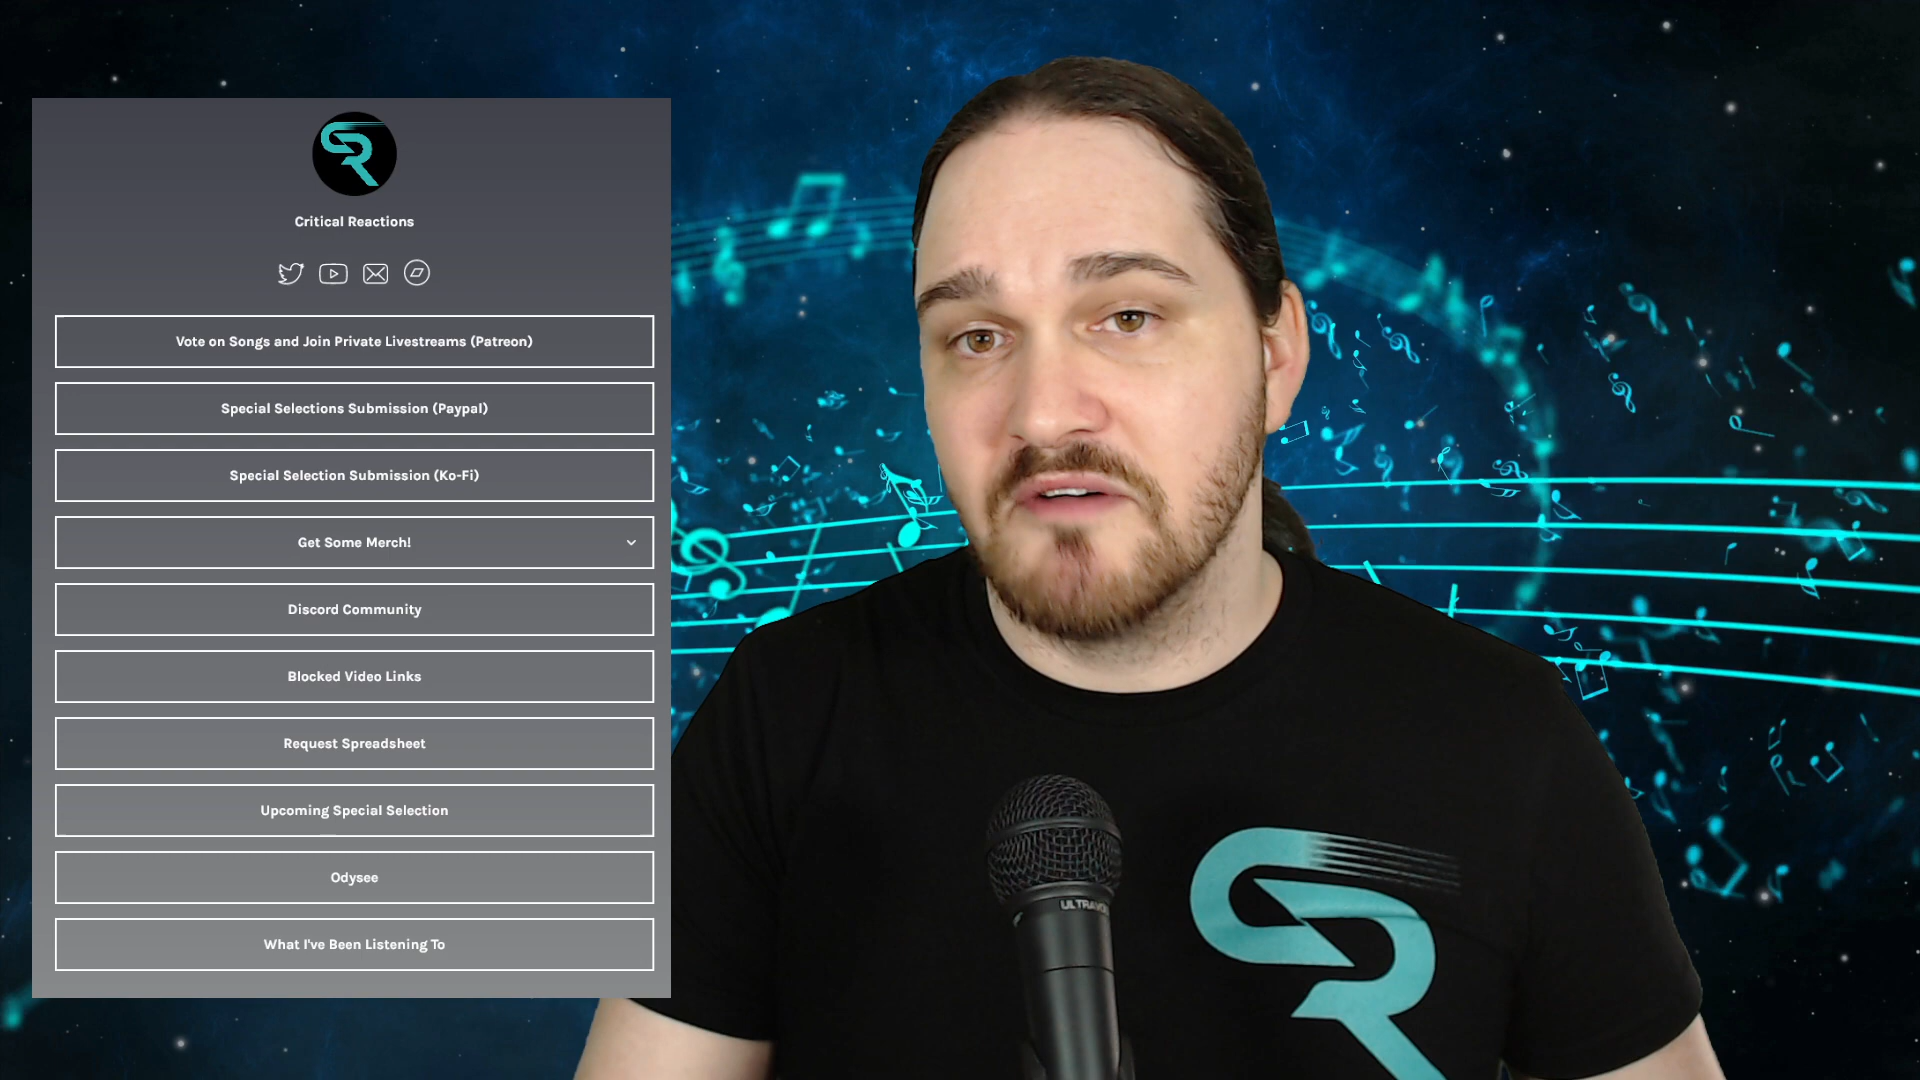 CR
Critical Reactions
Vote on Songs and Join Private Livestreams (Patreon)
Special Selections Submission (Paypal)
Special Selection Submission (Ko-Fi)
Get Some Merch!
Discord Community
Blocked Video Links
Request Spreadsheet
Upcoming Special Selection
Odysee
What I've Been Listening To
CR